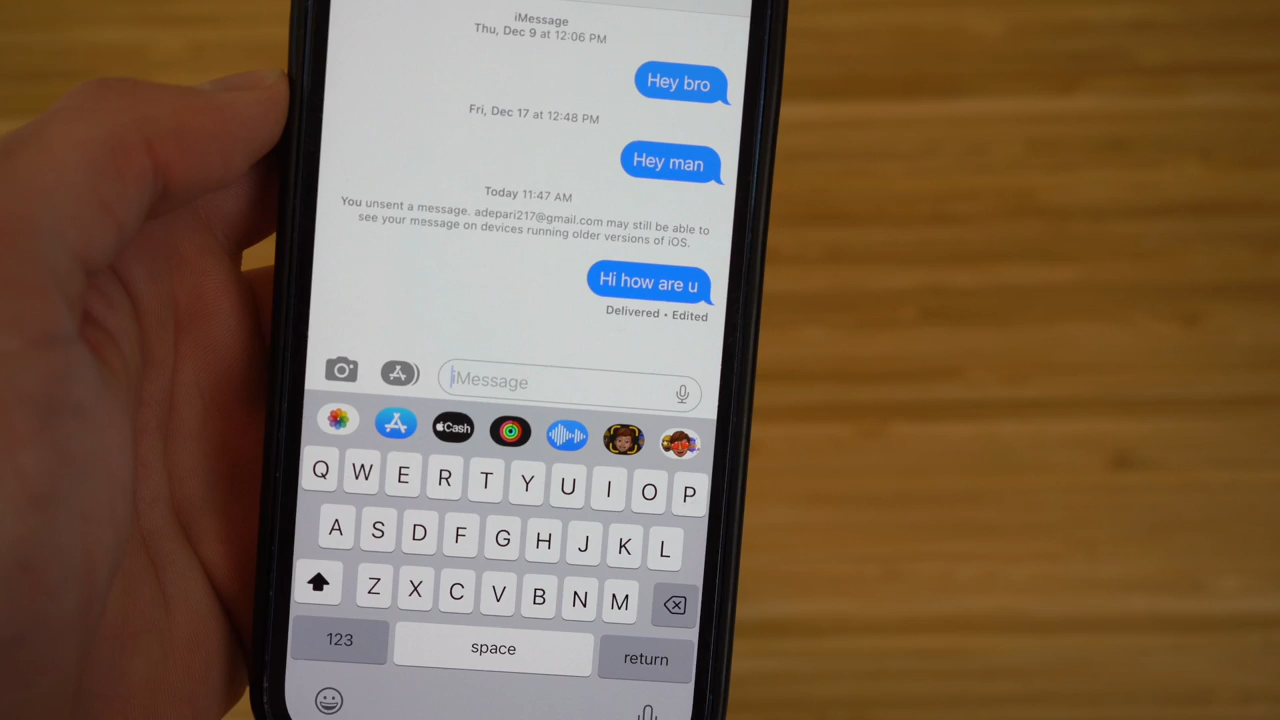 iMessage
Thu, Dec 9 at 12:06 PM
Hey bro
Fri, Dec 17 at 12:48 PM
Hey man
Today 11:47 AM
You unsent a message. adepari217@gmail.com may still be able to
see your message on devices running older versions of iOS.
Hi how are u
Delivered • Edited
iMessage
Cash
Q W E R T Y U I O P
A S D F G H J K L
Z X C V B N M
123 space return